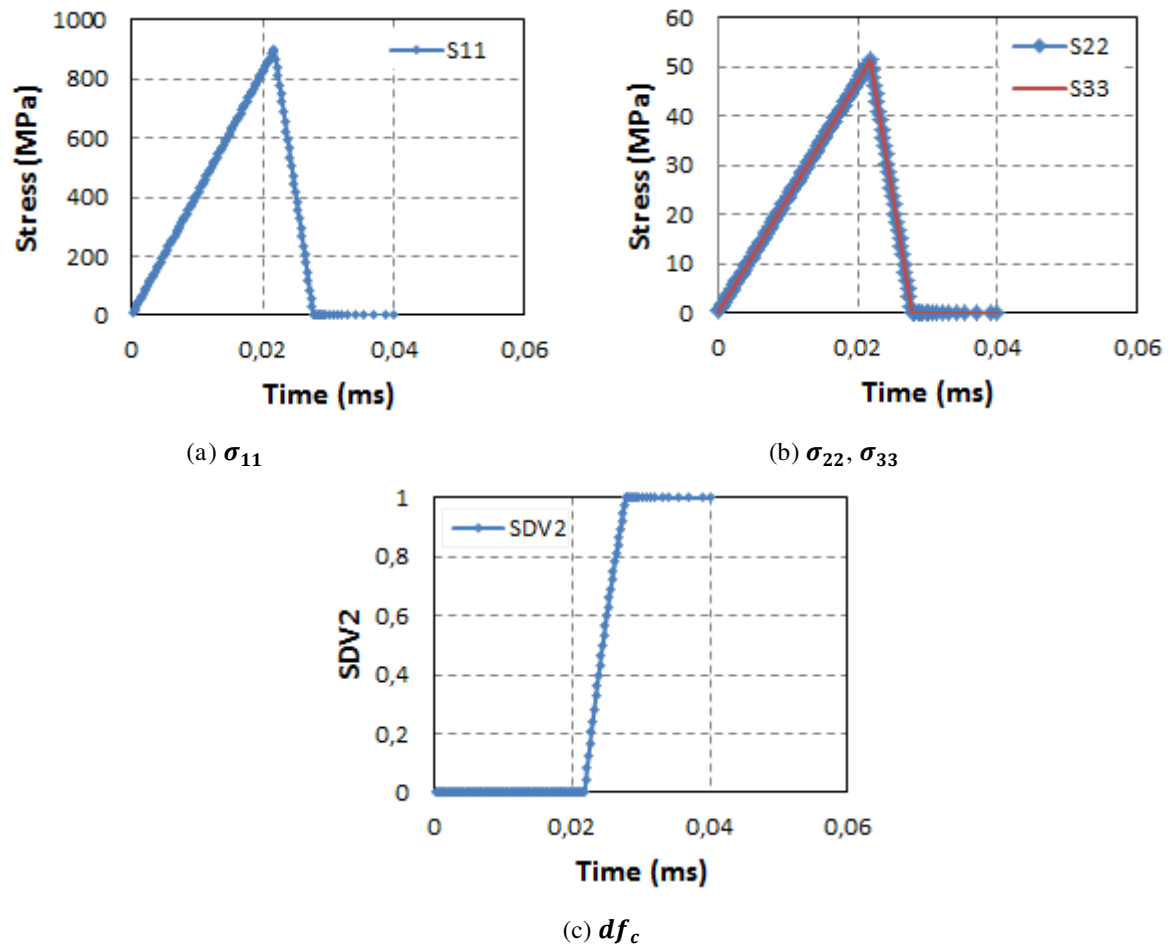 1000
800
600
400
200
0
Stress (MPa)
S11
0 0,02 0,04 0,06
Time (ms)
(a) σ₁₁
60
50
40
30
20
10
0
Stress (MPa)
S22
S33
0 0,02 0,04 0,06
Time (ms)
(b) σ₂₂, σ₃₃
1
0,8
0,6
0,4
0,2
0
SDV2
SDV2
0 0,02 0,04 0,06
Time (ms)
(c) df_c